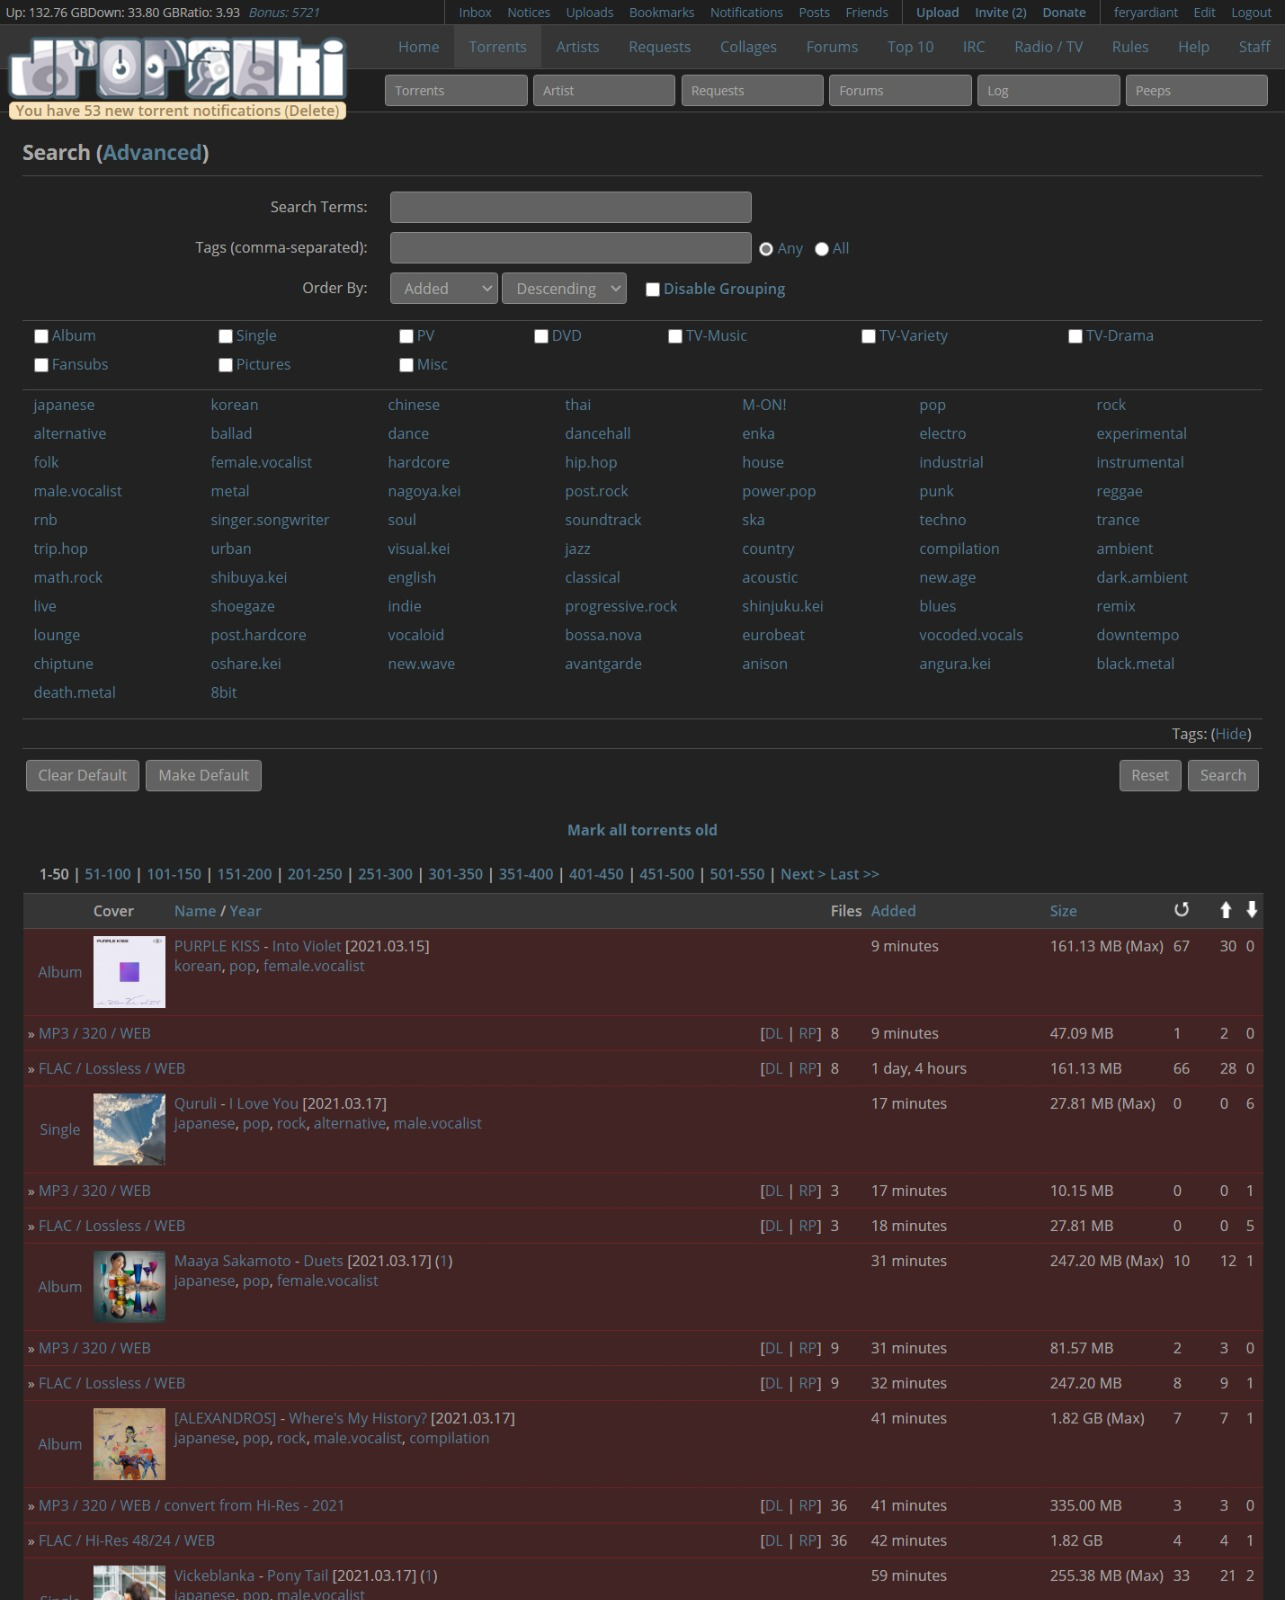 Up: 132.76 GBDown: 33.80 GBRatio: 3.93 Bonus: 5721 Inbox Notices Uploads Bookmarks Notifications Posts Friends Upload Invite (2) Donate feryardiant Edit Logout
Home Torrents Artists Requests Collages Forums Top 10 IRC Radio / TV Rules Help Staff
Torrents Artist Requests Forums Log Peeps
You have 53 new torrent notifications (Delete)
Search (Advanced)
Search Terms:
Tags (comma-separated): Any All
Order By: Added Descending Disable Grouping
Album Single PV DVD TV-Music TV-Variety TV-Drama
Fansubs Pictures Misc
japanese korean chinese thai M-ON! pop rock
alternative ballad dance dancehall enka electro experimental
folk female.vocalist hardcore hip.hop house industrial instrumental
male.vocalist metal nagoya.kei post.rock power.pop punk reggae
rnb singer.songwriter soul soundtrack ska techno trance
trip.hop urban visual.kei jazz country compilation ambient
math.rock shibuya.kei english classical acoustic new.age dark.ambient
live shoegaze indie progressive.rock shinjuku.kei blues remix
lounge post.hardcore vocaloid bossa.nova eurobeat vocoded.vocals downtempo
chiptune oshare.kei new.wave avantgarde anison angura.kei black.metal
death.metal 8bit
Tags: (Hide)
Clear Default Make Default Reset Search
Mark all torrents old
1-50 | 51-100 | 101-150 | 151-200 | 201-250 | 251-300 | 301-350 | 351-400 | 401-450 | 451-500 | 501-550 | Next > Last >>
Cover Name / Year Files Added Size
PURPLE KISS - Into Violet [2021.03.15] 9 minutes 161.13 MB (Max) 67 30 0
korean, pop, female.vocalist
Album
» MP3 / 320 / WEB [DL | RP] 8 9 minutes 47.09 MB 1 2 0
» FLAC / Lossless / WEB [DL | RP] 8 1 day, 4 hours 161.13 MB 66 28 0
Quruli - I Love You [2021.03.17] 17 minutes 27.81 MB (Max) 0 0 6
japanese, pop, rock, alternative, male.vocalist
Single
» MP3 / 320 / WEB [DL | RP] 3 17 minutes 10.15 MB 0 0 1
» FLAC / Lossless / WEB [DL | RP] 3 18 minutes 27.81 MB 0 0 5
Maaya Sakamoto - Duets [2021.03.17] (1) 31 minutes 247.20 MB (Max) 10 12 1
japanese, pop, female.vocalist
Album
» MP3 / 320 / WEB [DL | RP] 9 31 minutes 81.57 MB 2 3 0
» FLAC / Lossless / WEB [DL | RP] 9 32 minutes 247.20 MB 8 9 1
[ALEXANDROS] - Where's My History? [2021.03.17] 41 minutes 1.82 GB (Max) 7 7 1
japanese, pop, rock, male.vocalist, compilation
Album
» MP3 / 320 / WEB / convert from Hi-Res - 2021 [DL | RP] 36 41 minutes 335.00 MB 3 3 0
» FLAC / Hi-Res 48/24 / WEB [DL | RP] 36 42 minutes 1.82 GB 4 4 1
Vickeblanka - Pony Tail [2021.03.17] (1) 59 minutes 255.38 MB (Max) 33 21 2
japanese, pop, male.vocalist